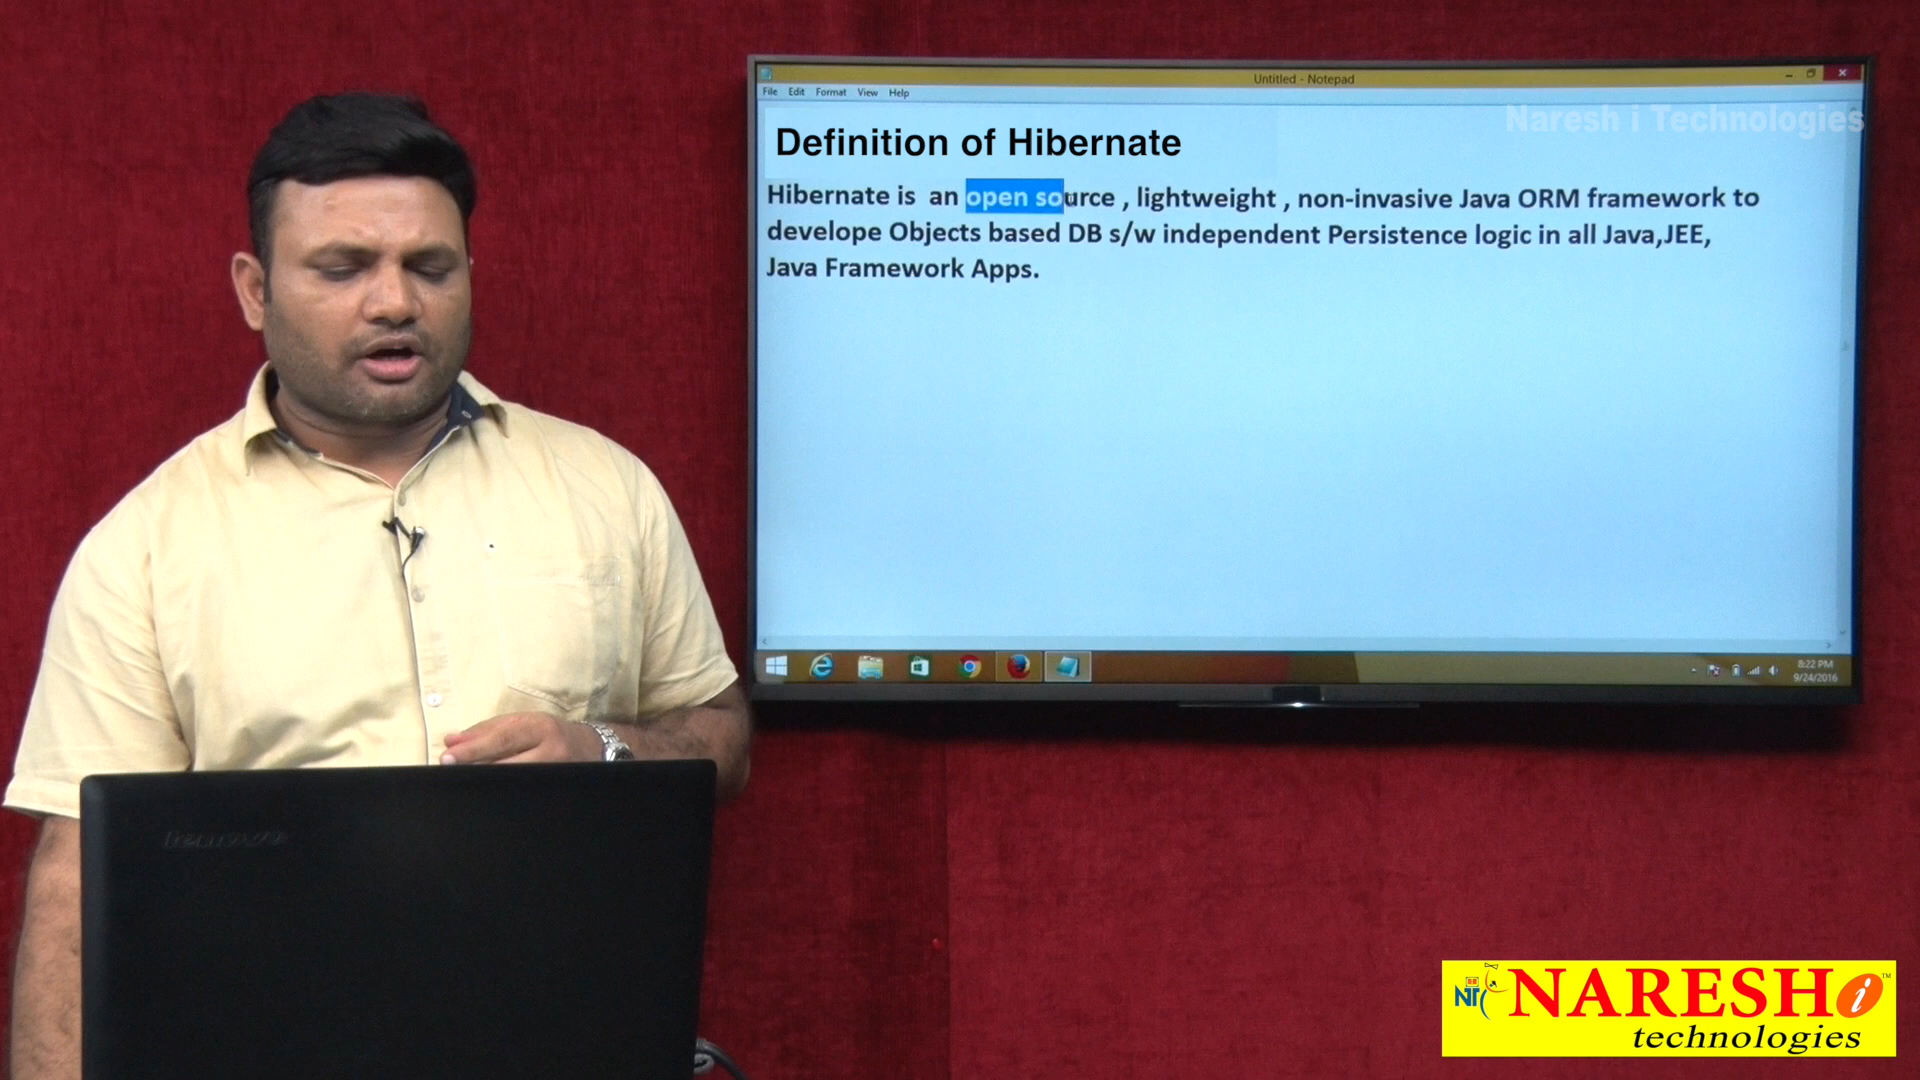 Untitled - Notepad
File Edit Format View Help
Naresh i Technologies
Definition of Hibernate
Hibernate is an open source , lightweight , non-invasive Java ORM framework to
develope Objects based DB s/w independent Persistence logic in all Java,JEE,
Java Framework Apps.
8:22 PM
9/24/2016
lenovo
NARESH i ™
technologies